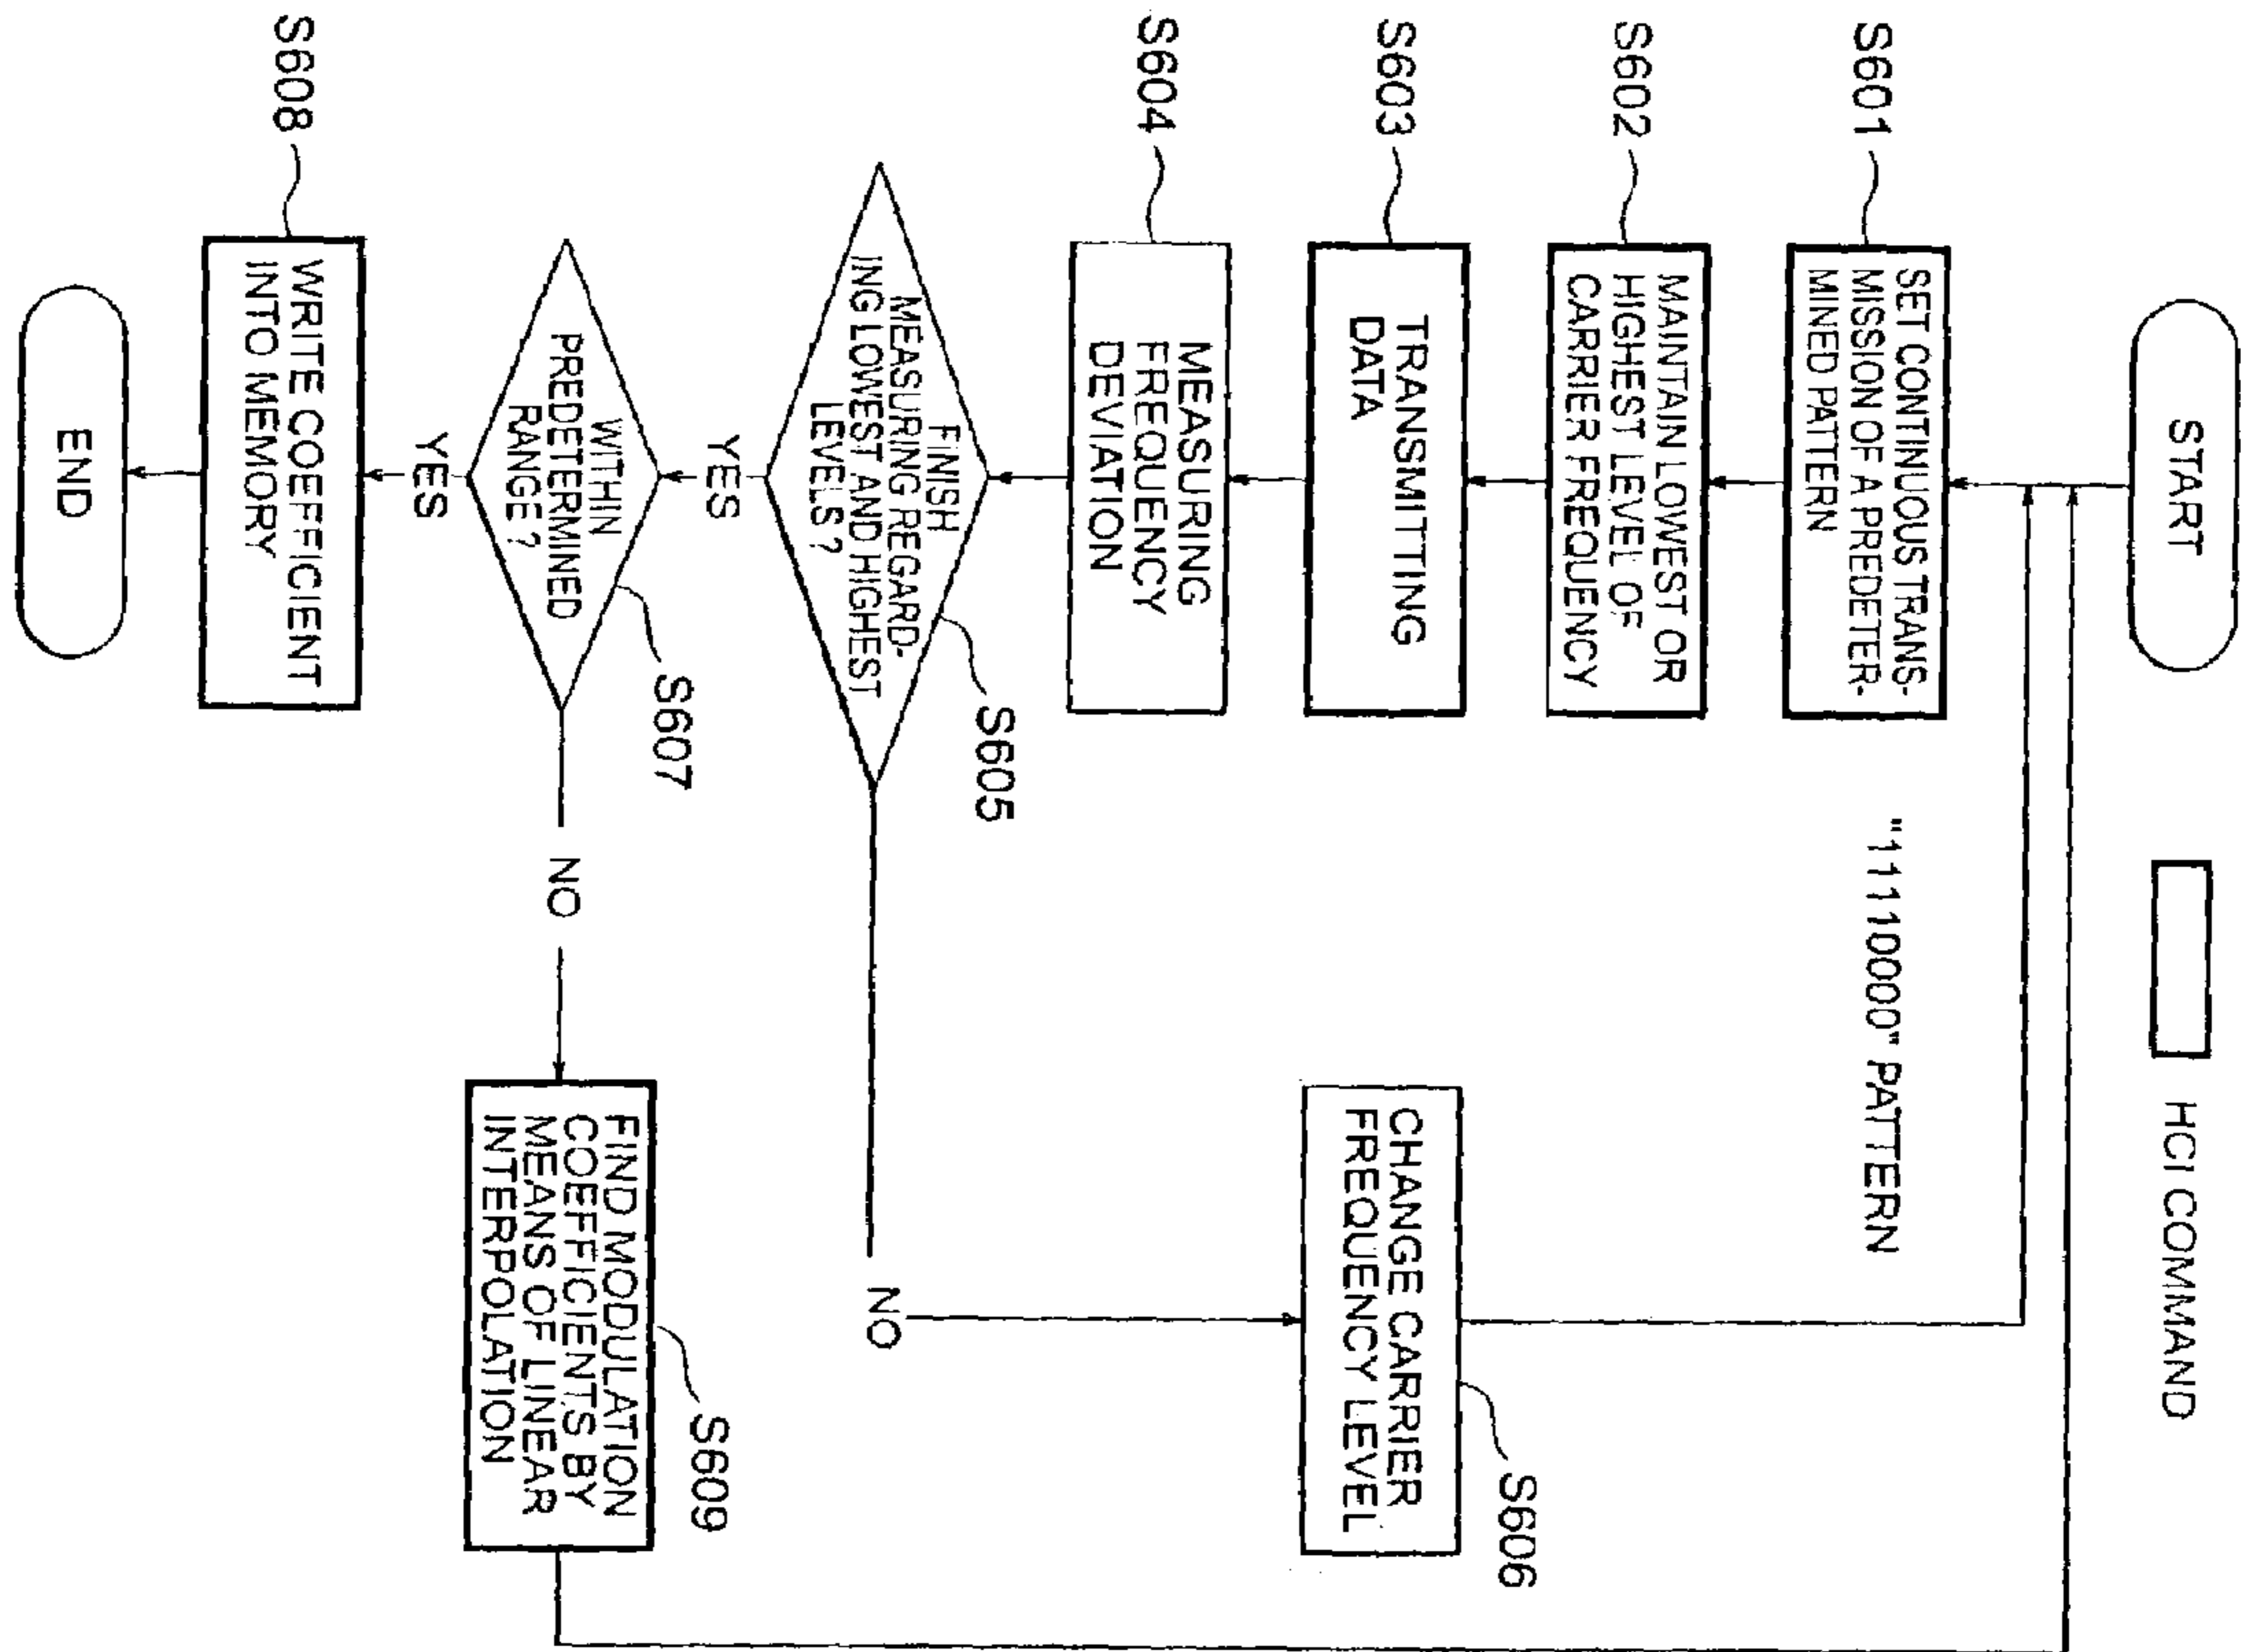 START
HCI COMMAND
S601
SET CONTINUOUS TRANS-
MISSION OF A PREDETER-
MINED PATTERN
"11110000" PATTERN
S602
MAINTAIN LOWEST OR
HIGHEST LEVEL OF
CARRIER FREQUENCY
S603
TRANSMITTING
DATA
CHANGE CARRIER
FREQUENCY LEVEL
S606
S604
MEASURING
FREQUENCY
DEVIATION
FINISH
MEASURING REGARD-
ING LOWEST AND HIGHEST
LEVELS ?
S605
NO
YES
WITHIN
PREDETERMINED
RANGE ?
S607
NO
FIND MODULATION
COEFFICIENTS BY
MEANS OF LINEAR
INTERPOLATION
S609
YES
S608
WRITE COEFFICIENT
INTO MEMORY
END